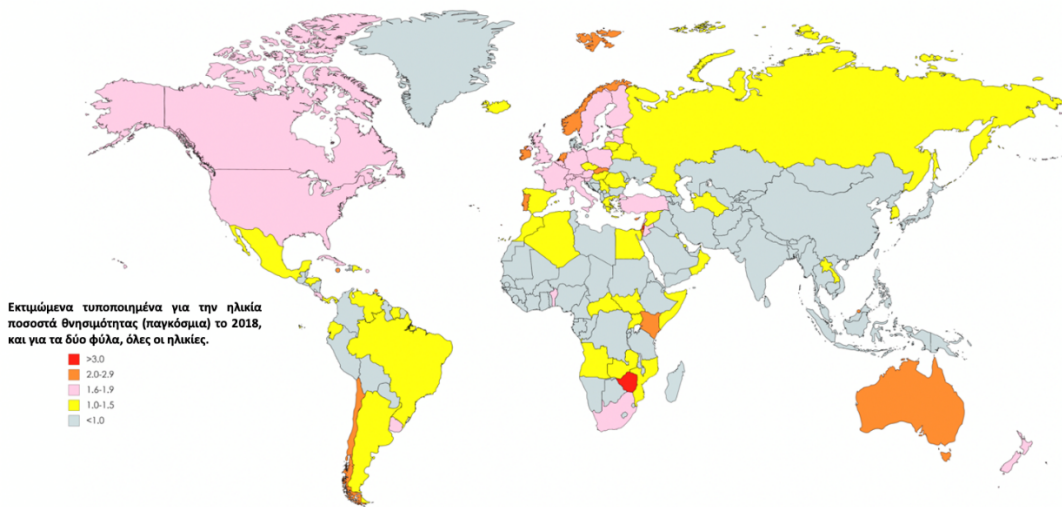 Εκτιμώμενα τυποποιημένα για την ηλικία
ποσοστά θνησιμότητας (παγκόσμια) το 2018,
και για τα δύο φύλα, όλες οι ηλικίες.
>3.0
2.0-2.9
1.6-1.9
1.0-1.5
<1.0